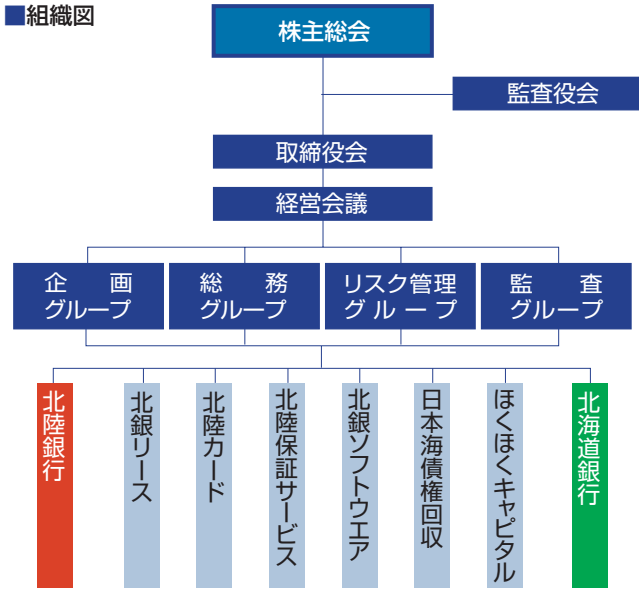 ■組織図
株主総会
監査役会
取締役会
経営会議
企画
グループ
総務
グループ
リスク管理
グループ
監査
グループ
北陸銀行
北銀リース
北陸カード
北陸保証サービス
北銀ソフトウエア
日本海債権回収
ほくほくキャピタル
北海道銀行